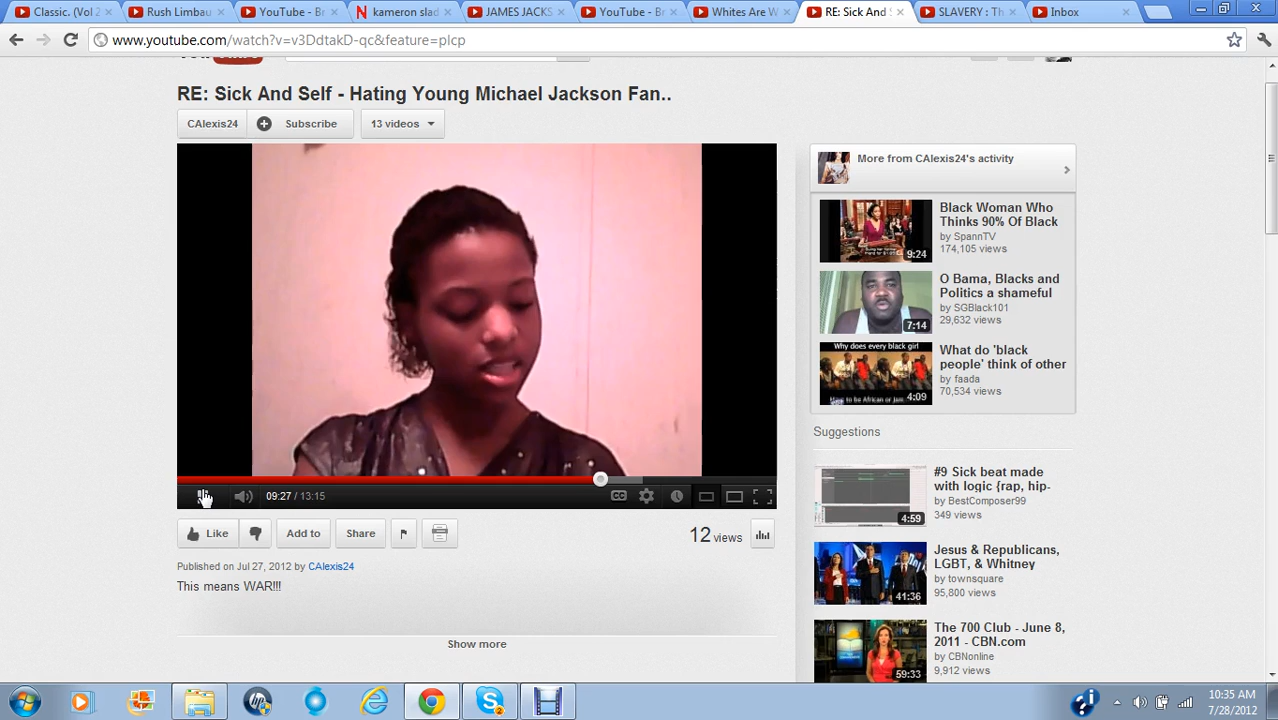 Classic. (Vol 2
Rush Limbau
YouTube - Br
kameron slad
JAMES JACKS
YouTube - Br
Whites Are W
RE: Sick And S
SLAVERY : Th
Inbox
www.youtube.com/watch?v=v3DdtakD-qc&feature=plcp
RE: Sick And Self - Hating Young Michael Jackson Fan..
CAlexis24
Subscribe
13 videos
More from CAlexis24's activity
Black Woman Who
Thinks 90% Of Black
by SpannTV
174,105 views
9:24
O Bama, Blacks and
Politics a shameful
by SGBlack101
29,632 views
7:14
Why does every black girl
What do 'black
people' think of other
by faada
70,534 views
4:09
Suggestions
#9 Sick beat made
with logic {rap, hip-
by BestComposer99
349 views
4:59
Jesus & Republicans,
LGBT, & Whitney
by townsquare
95,800 views
41:36
The 700 Club - June 8,
2011 - CBN.com
by CBNonline
9,912 views
59:33
09:27 / 13:15
CC
Like
Add to
Share
12 views
Published on Jul 27, 2012 by CAlexis24
This means WAR!!!
Show more
10:35 AM
7/28/2012